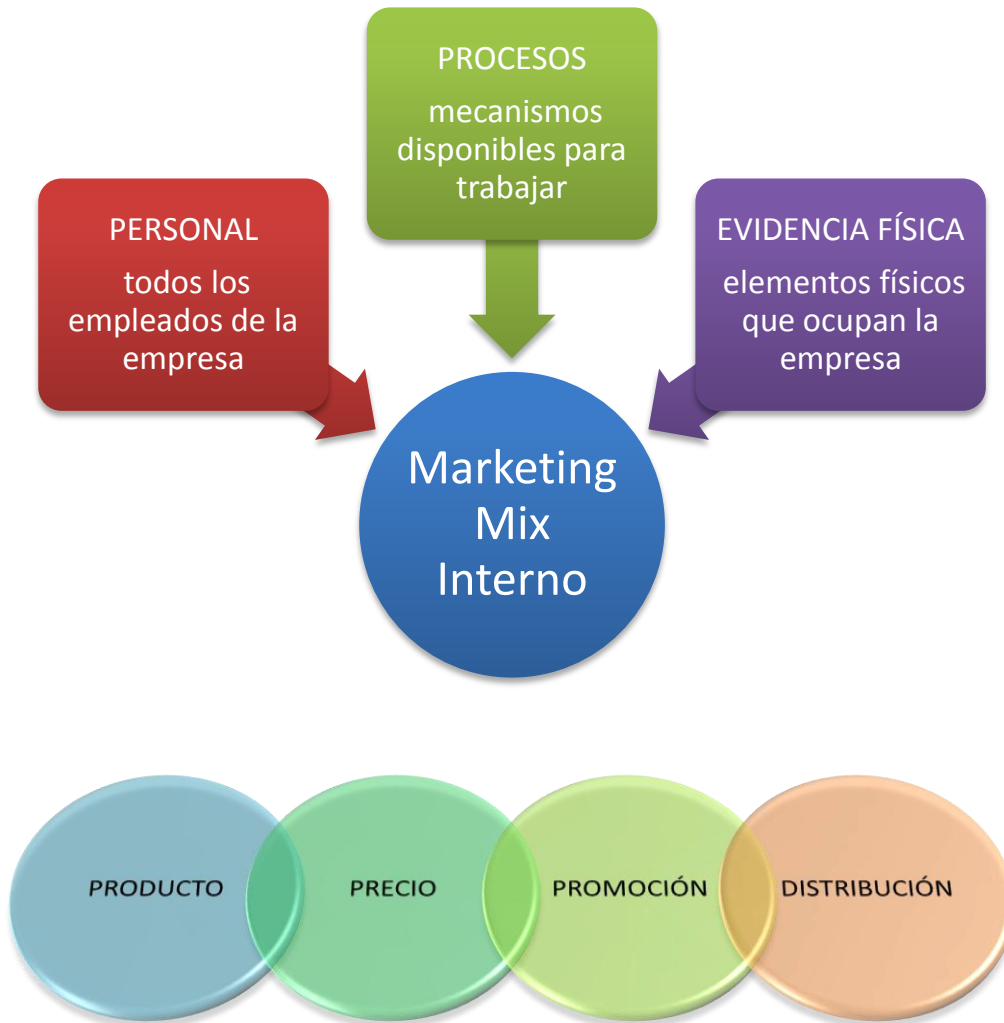 PROCESOS
mecanismos
disponibles para
trabajar
PERSONAL
todos los
empleados de la
empresa
EVIDENCIA FÍSICA
elementos físicos
que ocupan la
empresa
Marketing
Mix
Interno
PRODUCTO
PRECIO
PROMOCIÓN
DISTRIBUCIÓN